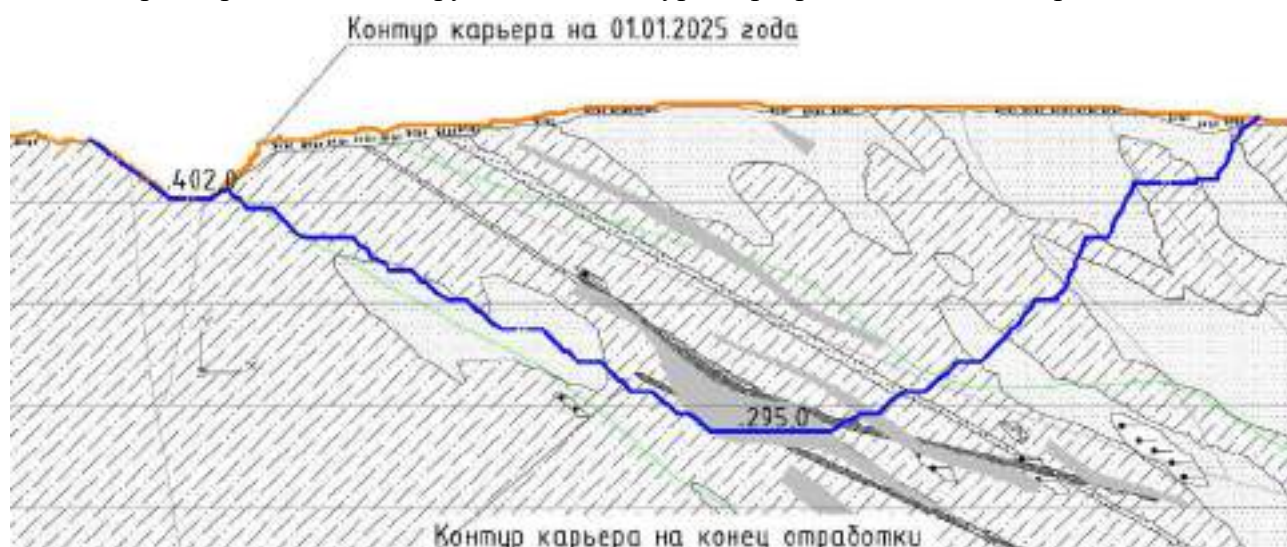 Контур карьера на 01.01.2025 года
402.0
295.0
Контур карьера на конец отработки